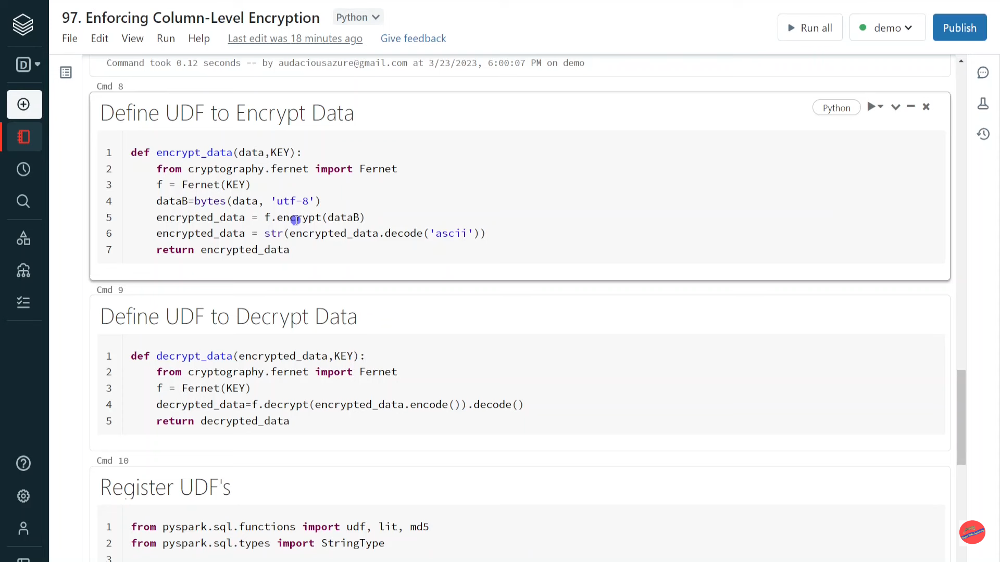 97. Enforcing Column-Level Encryption Python
File Edit View Run Help Last edit was 18 minutes ago Give feedback
Run all demo Publish
D
Command took 0.12 seconds -- by audaciousazure@gmail.com at 3/23/2023, 6:00:07 PM on demo
Cmd 8
Define UDF to Encrypt Data
Python
1 def encrypt_data(data,KEY):
2 from cryptography.fernet import Fernet
3 f = Fernet(KEY)
4 dataB=bytes(data, 'utf-8')
5 encrypted_data = f.encrypt(dataB)
6 encrypted_data = str(encrypted_data.decode('ascii'))
7 return encrypted_data
Cmd 9
Define UDF to Decrypt Data
1 def decrypt_data(encrypted_data,KEY):
2 from cryptography.fernet import Fernet
3 f = Fernet(KEY)
4 decrypted_data=f.decrypt(encrypted_data.encode()).decode()
5 return decrypted_data
Cmd 10
Register UDF's
1 from pyspark.sql.functions import udf, lit, md5
2 from pyspark.sql.types import StringType
3